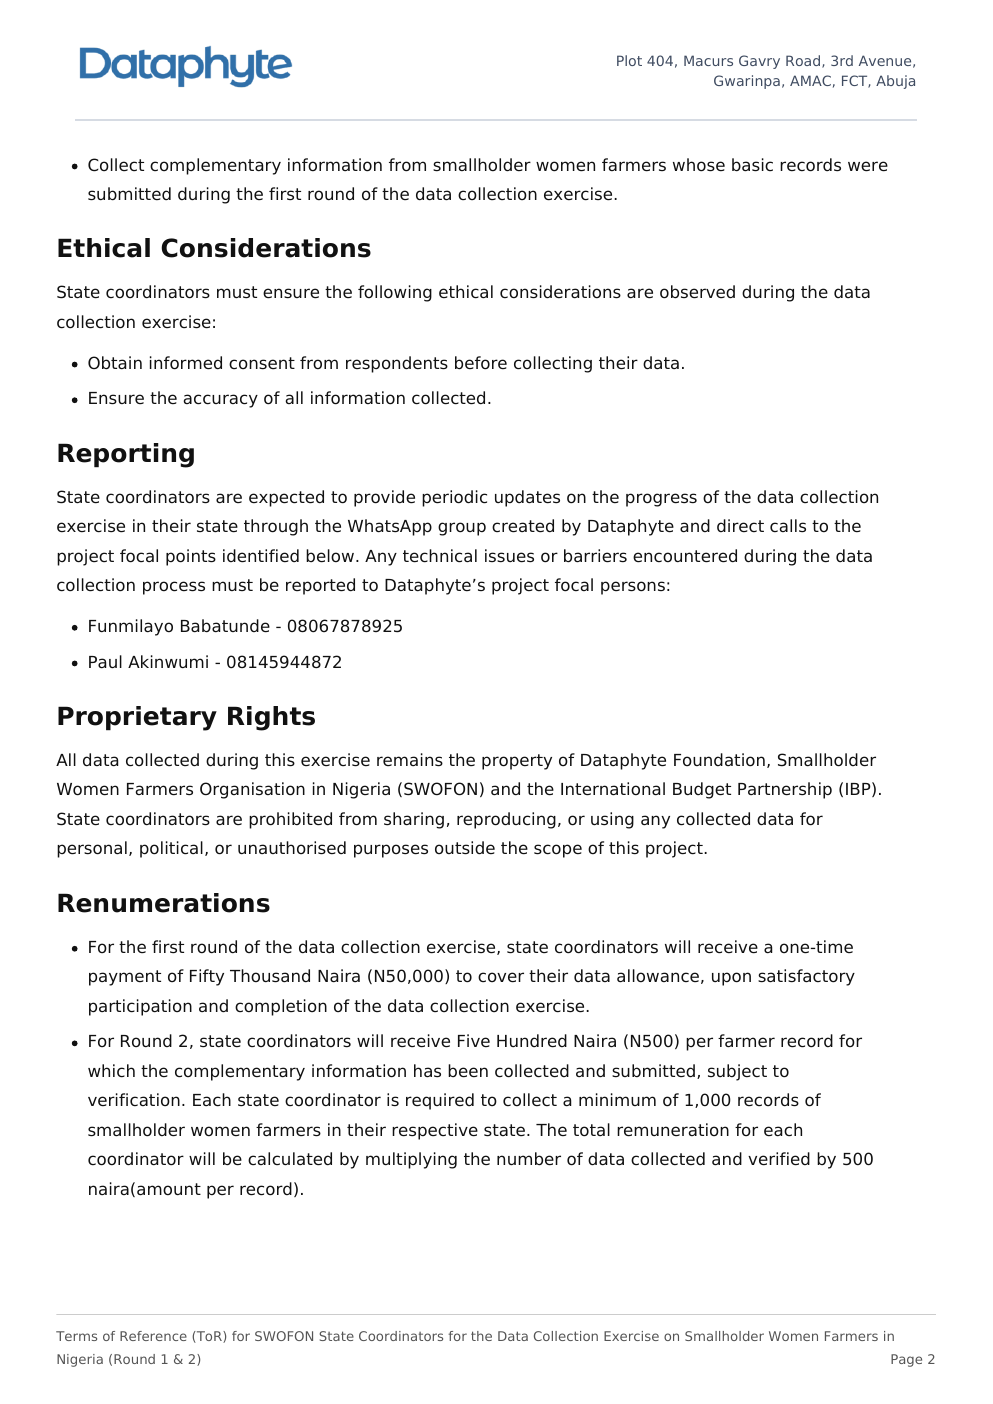 Dataphyte
Plot 404, Macurs Gavry Road, 3rd Avenue,
Gwarinpa, AMAC, FCT, Abuja
• Collect complementary information from smallholder women farmers whose basic records were
submitted during the first round of the data collection exercise.
Ethical Considerations
State coordinators must ensure the following ethical considerations are observed during the data
collection exercise:
• Obtain informed consent from respondents before collecting their data.
• Ensure the accuracy of all information collected.
Reporting
State coordinators are expected to provide periodic updates on the progress of the data collection
exercise in their state through the WhatsApp group created by Dataphyte and direct calls to the
project focal points identified below. Any technical issues or barriers encountered during the data
collection process must be reported to Dataphyte’s project focal persons:
• Funmilayo Babatunde - 08067878925
• Paul Akinwumi - 08145944872
Proprietary Rights
All data collected during this exercise remains the property of Dataphyte Foundation, Smallholder
Women Farmers Organisation in Nigeria (SWOFON) and the International Budget Partnership (IBP).
State coordinators are prohibited from sharing, reproducing, or using any collected data for
personal, political, or unauthorised purposes outside the scope of this project.
Renumerations
• For the first round of the data collection exercise, state coordinators will receive a one-time
payment of Fifty Thousand Naira (N50,000) to cover their data allowance, upon satisfactory
participation and completion of the data collection exercise.
• For Round 2, state coordinators will receive Five Hundred Naira (N500) per farmer record for
which the complementary information has been collected and submitted, subject to
verification. Each state coordinator is required to collect a minimum of 1,000 records of
smallholder women farmers in their respective state. The total remuneration for each
coordinator will be calculated by multiplying the number of data collected and verified by 500
naira(amount per record).
Terms of Reference (ToR) for SWOFON State Coordinators for the Data Collection Exercise on Smallholder Women Farmers in
Nigeria (Round 1 & 2)
Page 2